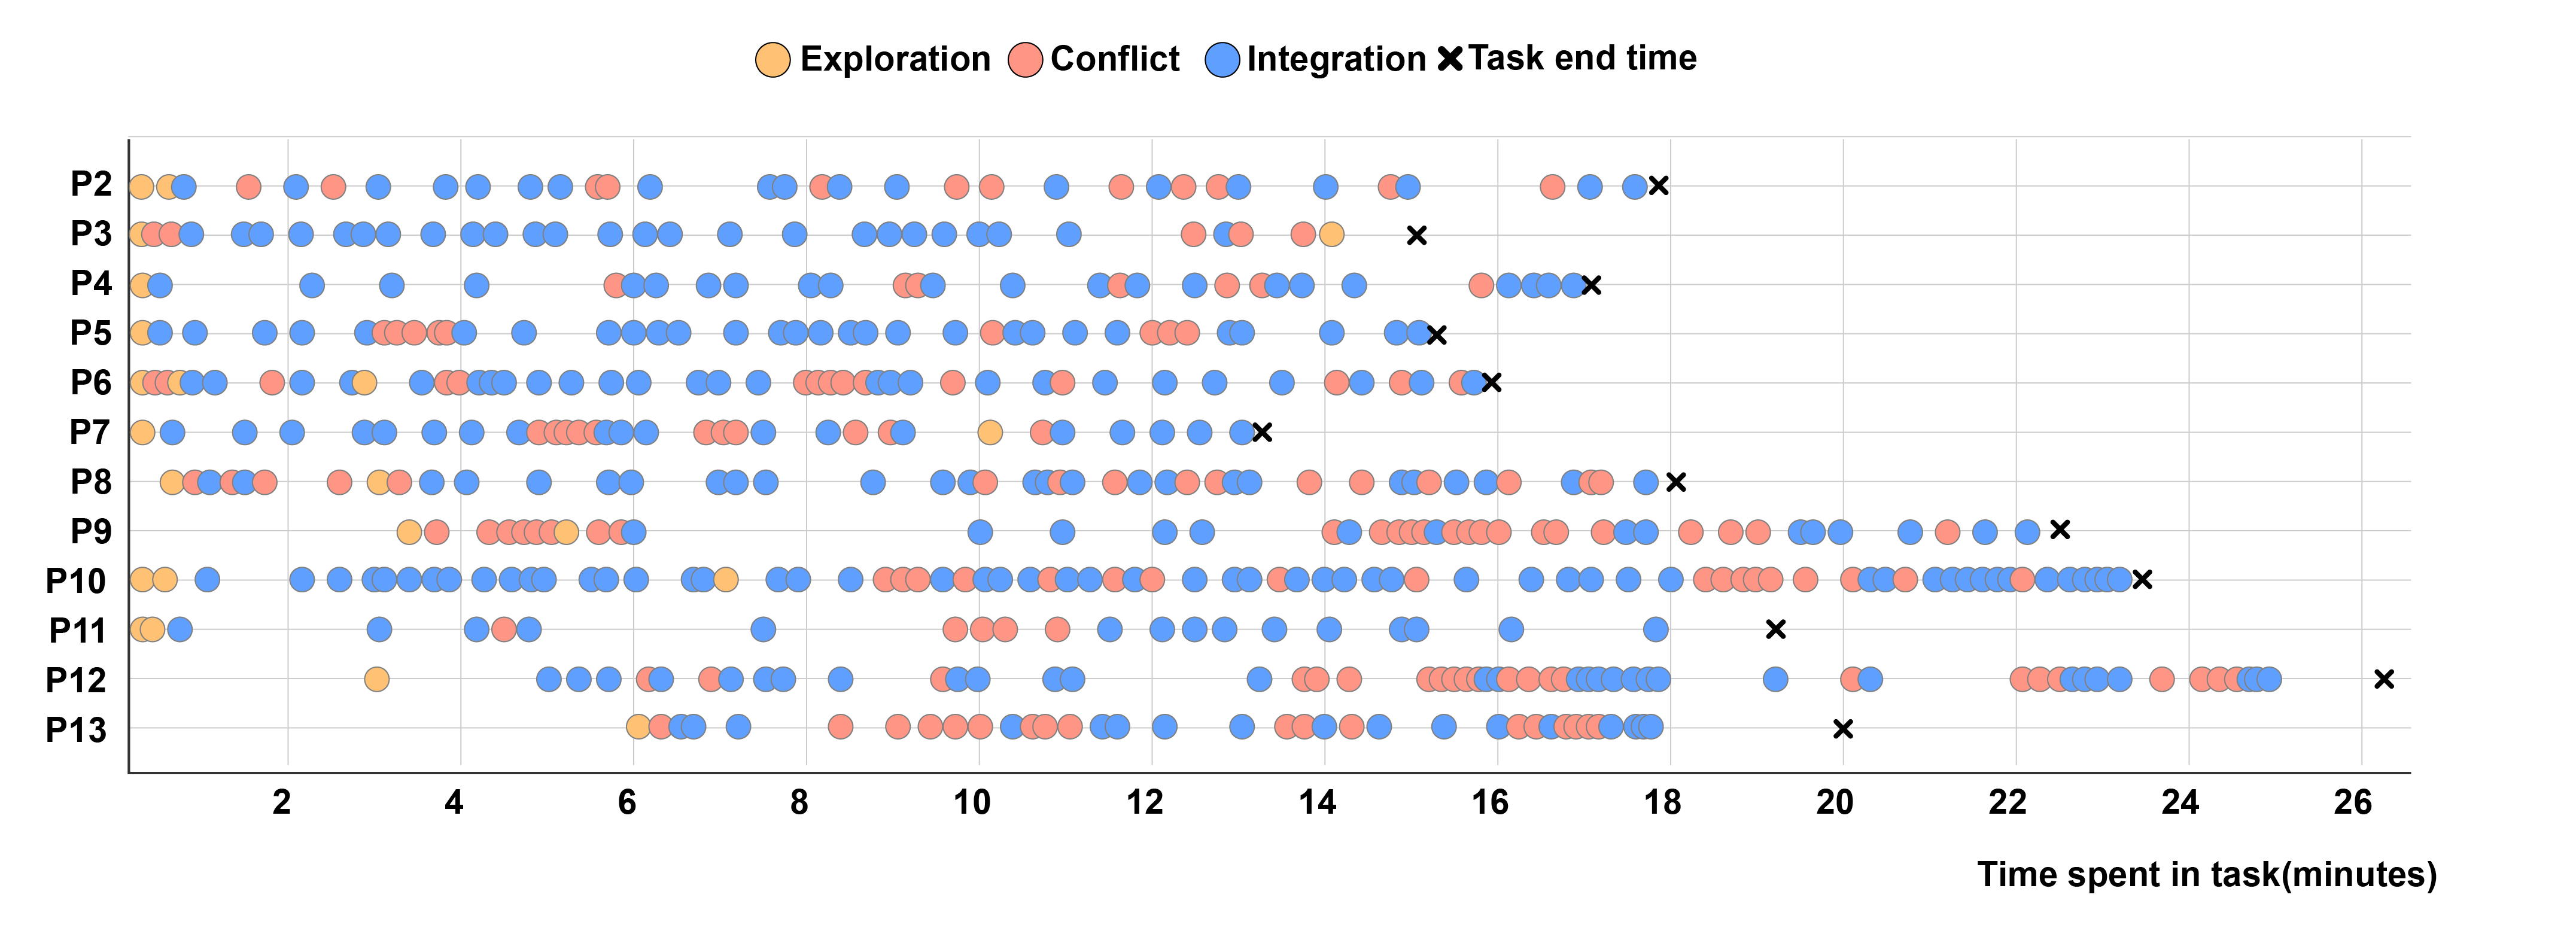 Exploration Conflict Integration Task end time
P2
P3
P4
P5
P6
P7
P8
P9
P10
P11
P12
P13
2 4 6 8 10 12 14 16 18 20 22 24 26
Time spent in task(minutes)